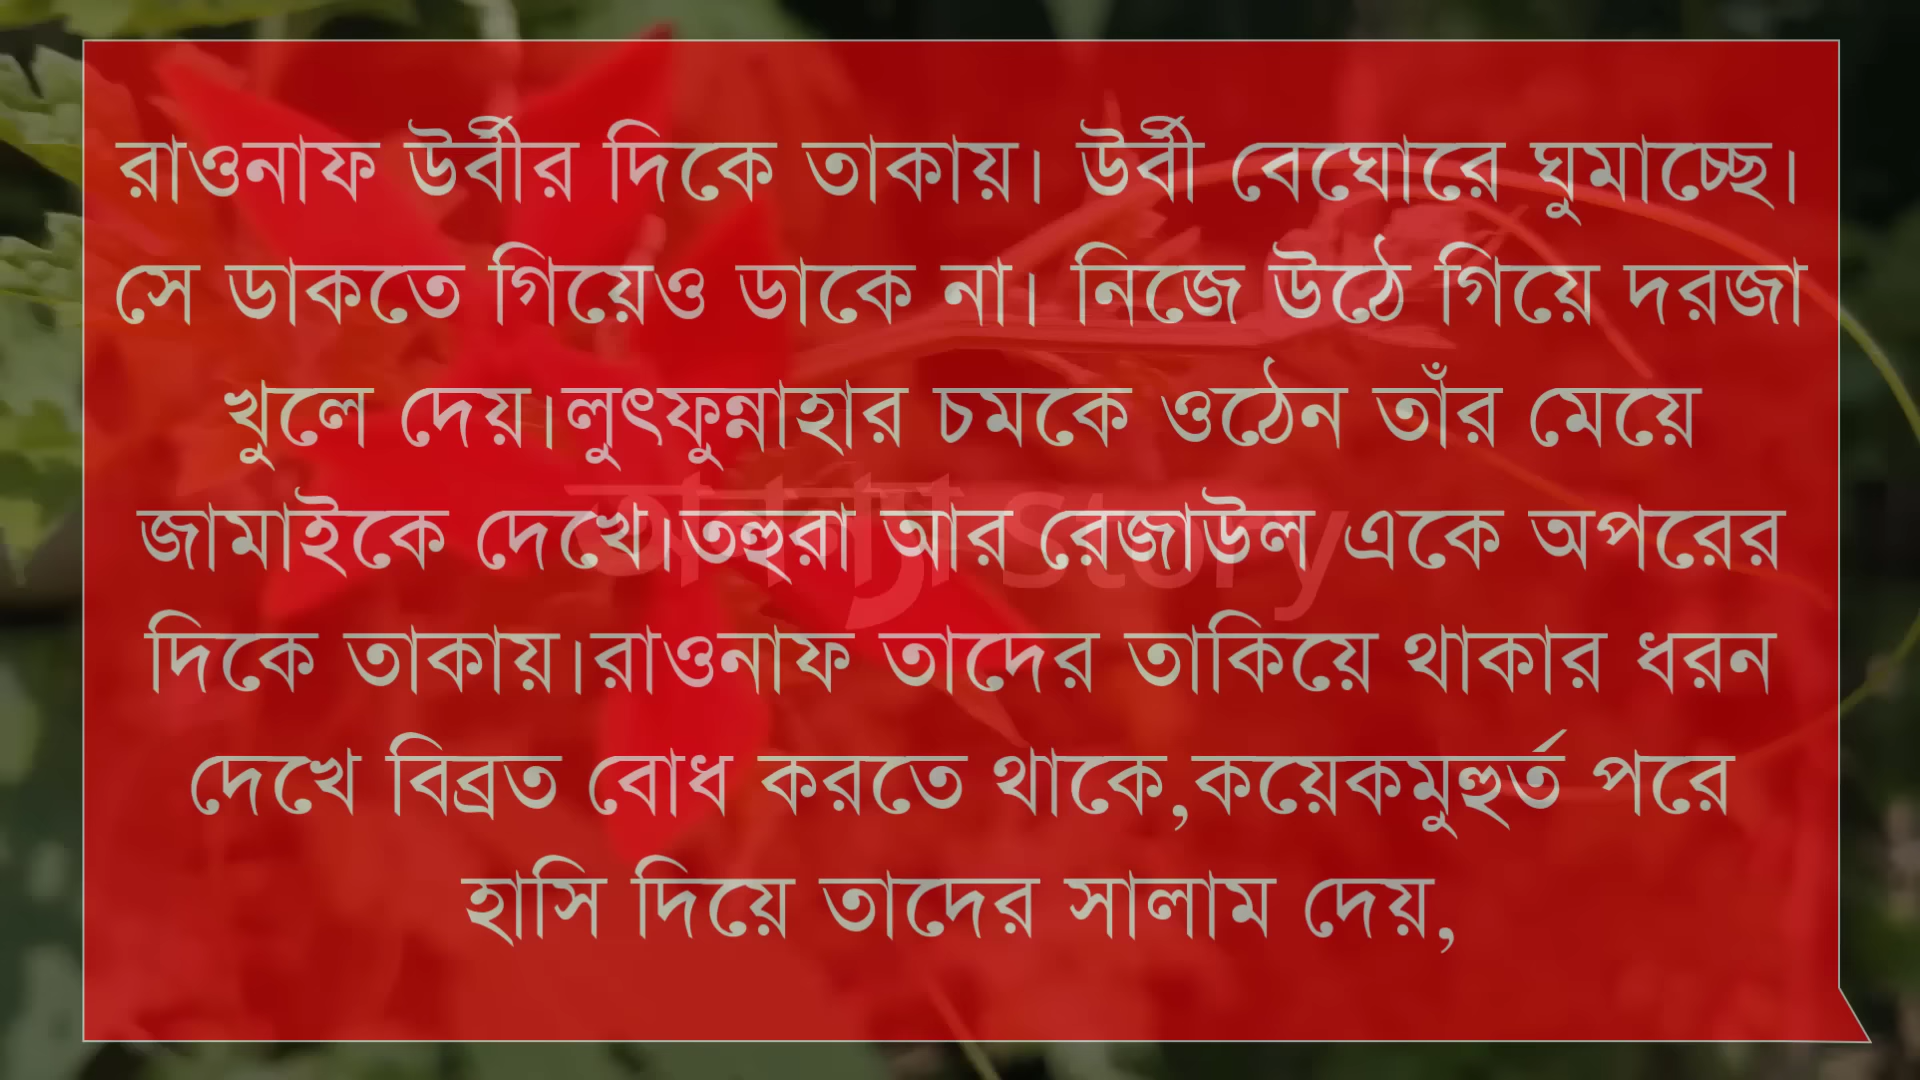 রাওনাফ উর্বীর দিকে তাকায়। উর্বী বেঘোরে ঘুমাচ্ছে।
সে ডাকতে গিয়েও ডাকে না। নিজে উঠে গিয়ে দরজা
খুলে দেয়।লুৎফুন্নাহার চমকে ওঠেন তাঁর মেয়ে
জামাইকে দেখে।তহুরা আর রেজাউল একে অপরের
দিকে তাকায়।রাওনাফ তাদের তাকিয়ে থাকার ধরন
দেখে বিব্রত বোধ করতে থাকে,কয়েকমুহুর্ত পরে
হাসি দিয়ে তাদের সালাম দেয়,